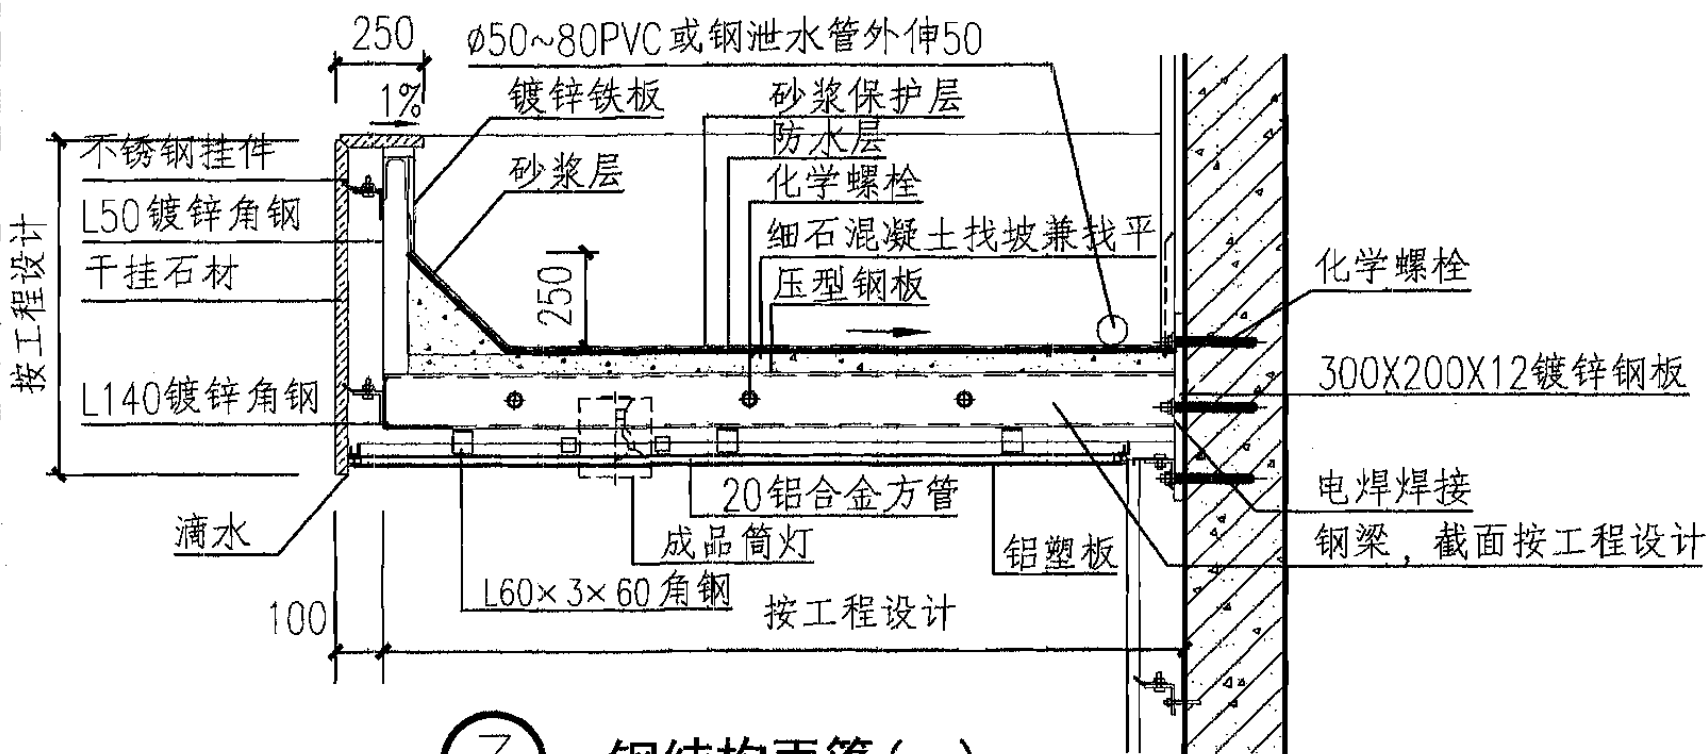 250
ø50~80PVC或钢泄水管外伸50
1%
镀锌铁板
砂浆保护层
防水层
不锈钢挂件
砂浆层
化学螺栓
L50镀锌角钢
细石混凝土找坡兼找平
干挂石材
压型钢板
250
化学螺栓
按工程设计
L140镀锌角钢
300X200X12镀锌钢板
20铝合金方管
电焊焊接
滴水
成品筒灯
铝塑板
钢梁，截面按工程设计
L60×3×60角钢
100
按工程设计